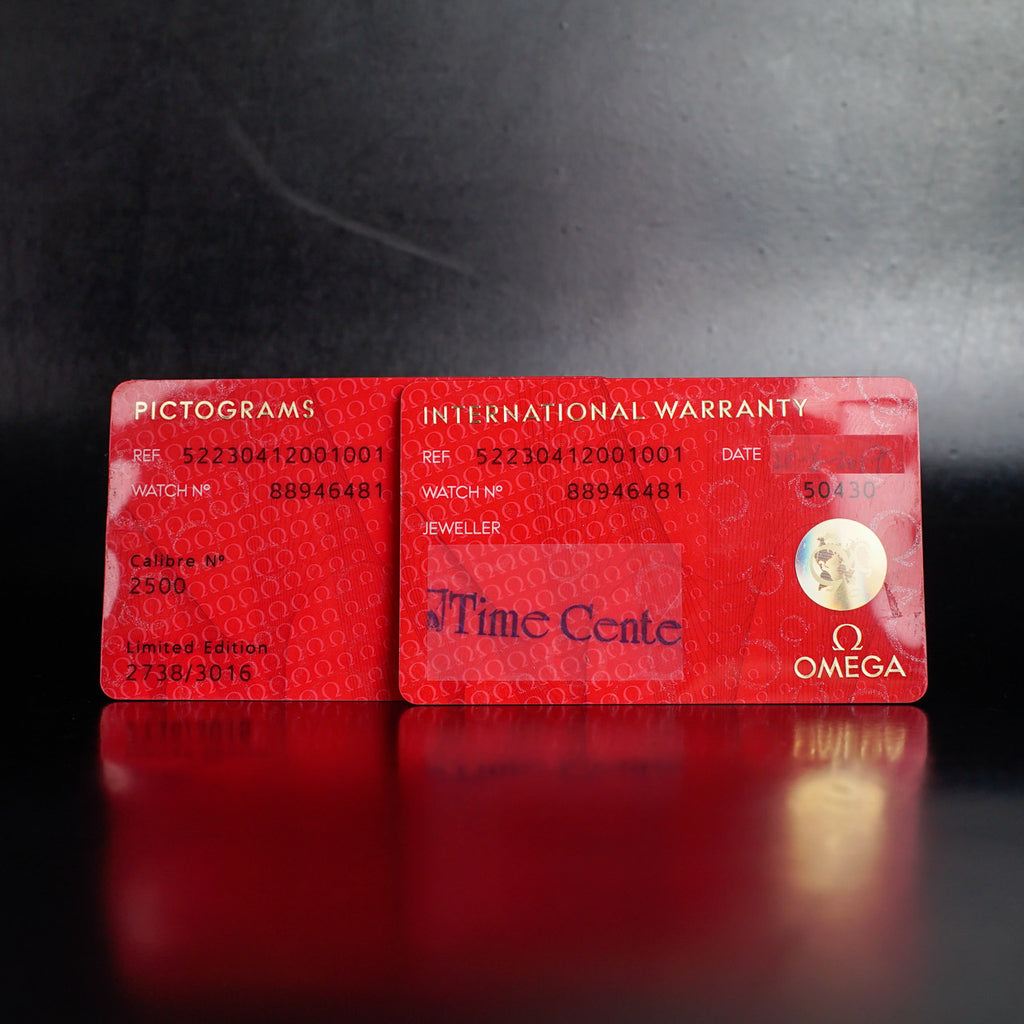 PICTOGRAMS
REF 52230412001001
WATCH Nº 88946481
Calibre Nº
2500
Limited Edition
2738/3016
INTERNATIONAL WARRANTY
REF 52230412001001 DATE
WATCH Nº 88946481 50430
JEWELLER
Time Cente
Ω
OMEGA